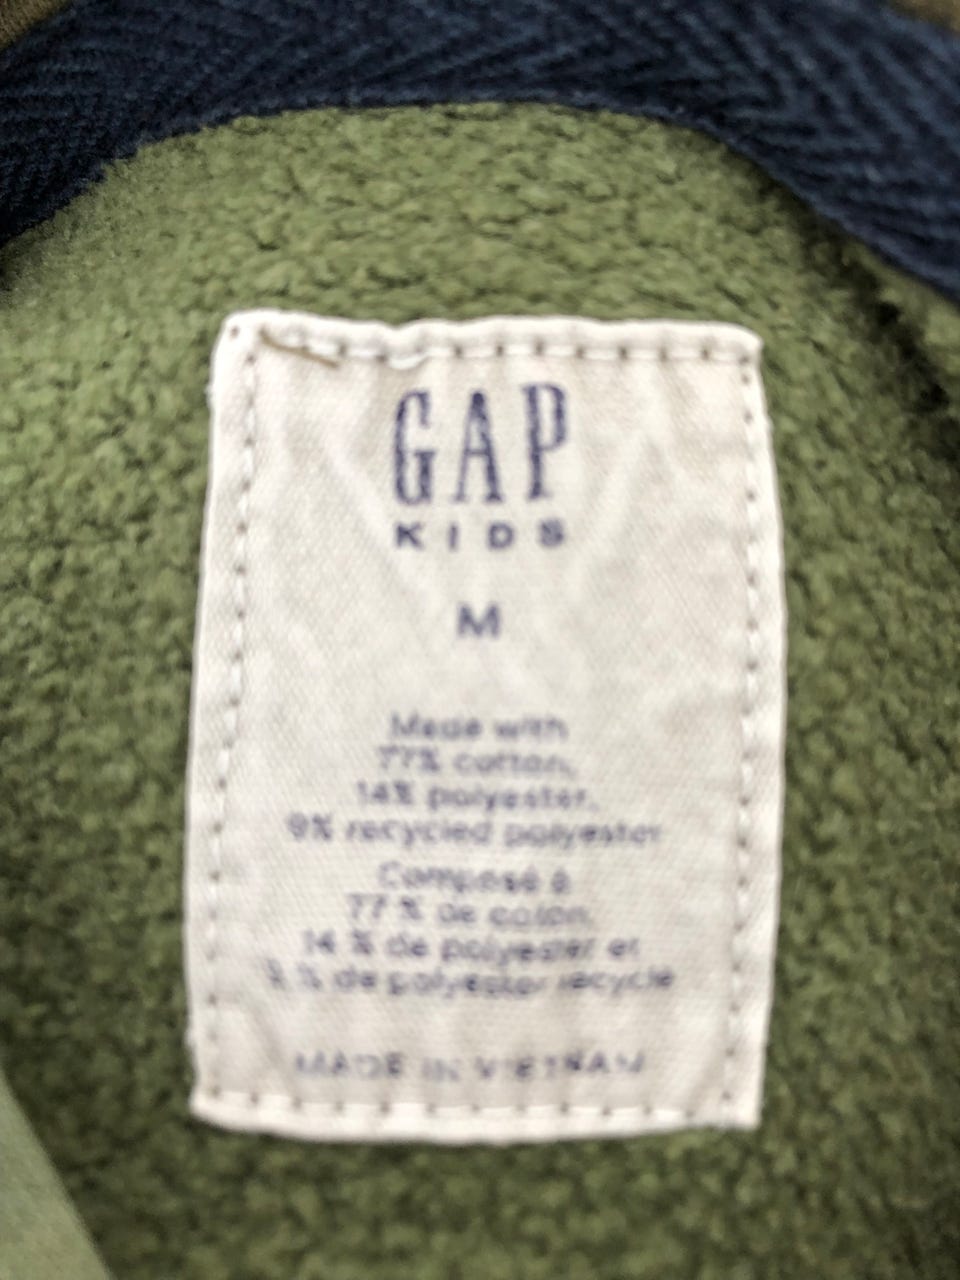 GAP
KIDS
M
Made with
77% cotton,
14% polyester,
9% recycled polyester
Composé à
77 % de coton,
14 % de polyester et
9 % de polyester recyclé
MADE IN VIETNAM